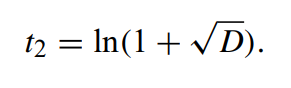 t₂ = ln(1 + √D).